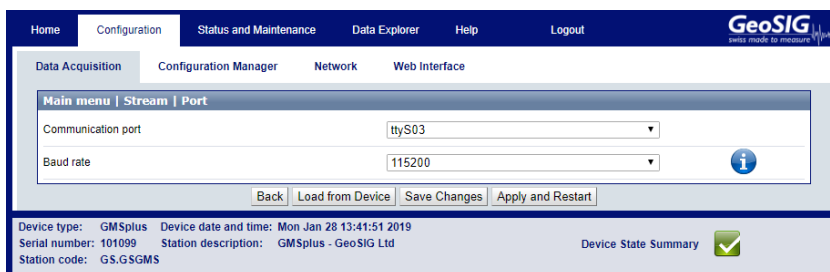 Home Configuration Status and Maintenance Data Explorer Help Logout GeoSIG
swiss made to measure
Data Acquisition Configuration Manager Network Web Interface
Main menu | Stream | Port
Communication port ttyS03
Baud rate 115200
Back Load from Device Save Changes Apply and Restart
Device type: GMSplus Device date and time: Mon Jan 28 13:41:51 2019
Serial number: 101099 Station description: GMSplus - GeoSIG Ltd Device State Summary
Station code: GS.GSGMS